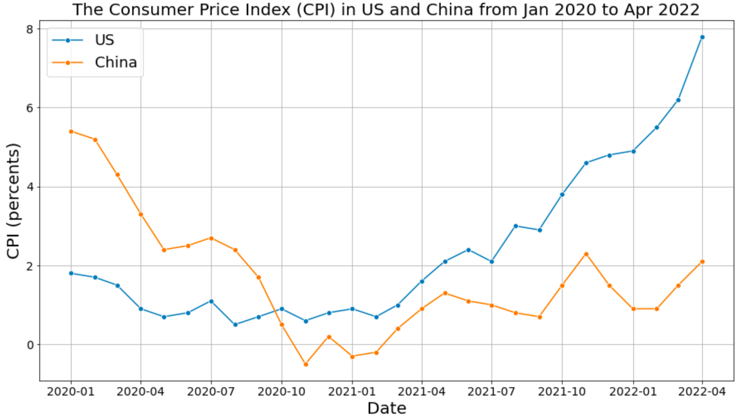 The Consumer Price Index (CPI) in US and China from Jan 2020 to Apr 2022
US
China
8
6
4
2
0
CPI (percents)
2020-01 2020-04 2020-07 2020-10 2021-01 2021-04 2021-07 2021-10 2022-01 2022-04
Date